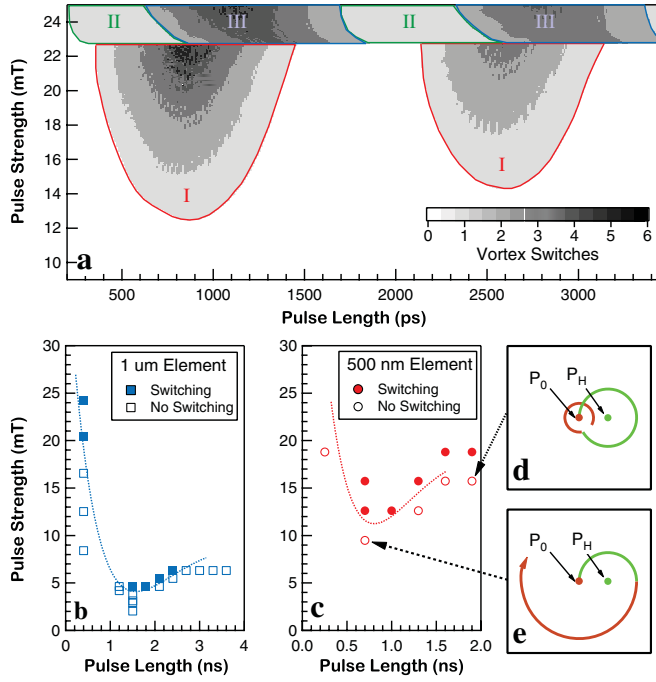 II
III
II
III
24
22
20
18
16
14
12
10
Pulse Strength (mT)
I
I
0 1 2 3 4 5 6
Vortex Switches
a
500 1000 1500 2000 2500 3000
Pulse Length (ps)
30
25
20
15
10
5
0
Pulse Strength (mT)
1 um Element
Switching
No Switching
b
0 1 2 3 4
Pulse Length (ns)
30
25
20
15
10
5
0
500 nm Element
Switching
No Switching
c
0.0 0.5 1.0 1.5 2.0
Pulse Length (ns)
P0 PH
d
P0 PH
e